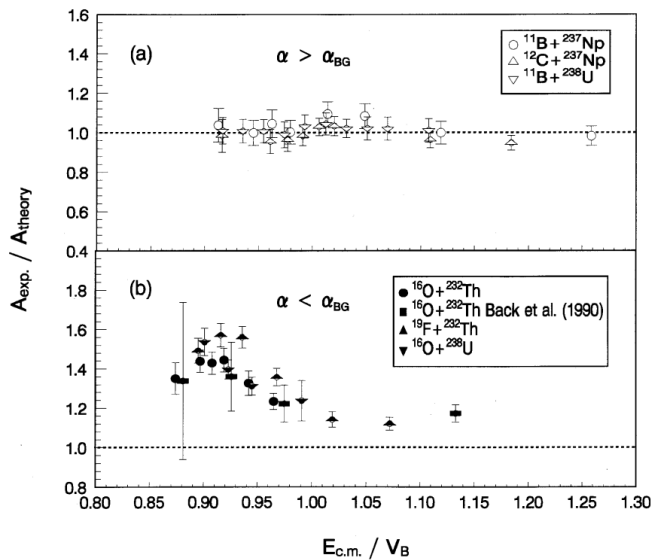 1.6
1.4
1.2
1.0
0.8
0.6
0.4
(a)
α > α_BG
¹¹B+²³⁷Np
¹²C+²³⁷Np
¹¹B+²³⁸U
A_exp. / A_theory
1.8
1.6
1.4
1.2
1.0
0.8
(b)
α < α_BG
¹⁶O+²³²Th
¹⁶O+²³²Th Back et al. (1990)
¹⁹F+²³²Th
¹⁶O+²³⁸U
0.80 0.85 0.90 0.95 1.00 1.05 1.10 1.15 1.20 1.25 1.30
E_c.m. / V_B